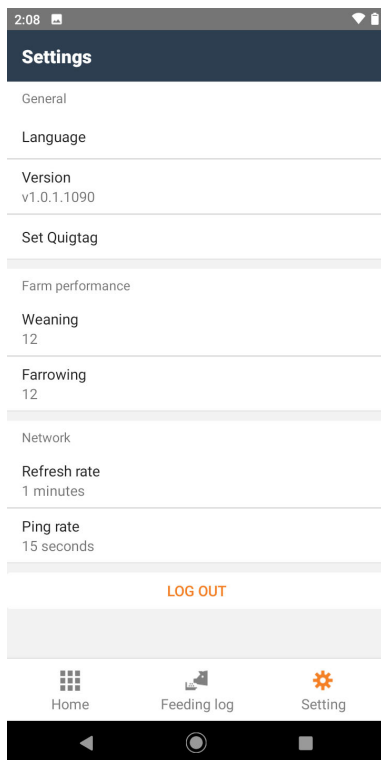 2:08
Settings
General
Language
Version
v1.0.1.1090
Set Quigtag
Farm performance
Weaning
12
Farrowing
12
Network
Refresh rate
1 minutes
Ping rate
15 seconds
LOG OUT
Home
Feeding log
Setting